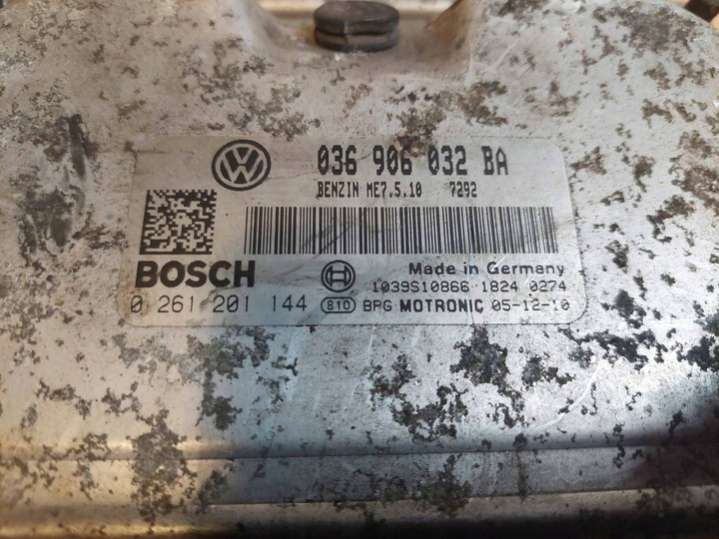 036 906 032 BA
BENZIN ME7.5.10 7292
BOSCH
Made in Germany
1039S10866 1824 0274
0 261 201 144 810 BPG MOTRONIC 05-12-10